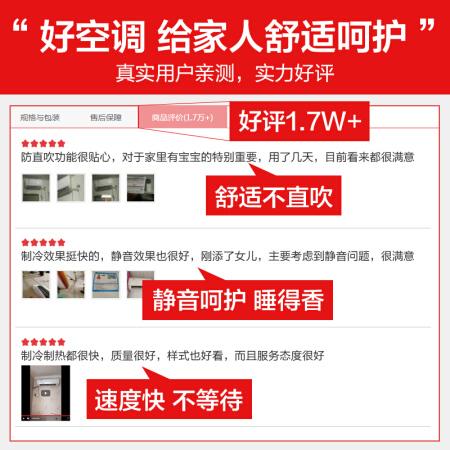 “好空调 给家人舒适呵护”
真实用户亲测，实力好评
规格与包装 售后保障 商品评价(1.7万+)
好评1.7W+
防直吹功能很贴心，对于家里有宝宝的特别重要，用了几天，目前看来都很满意
舒适不直吹
制冷效果挺快的，静音效果也很好，刚添了女儿，主要考虑到静音问题，很满意
静音呵护 睡得香
制冷制热都很快，质量很好，样式也好看，而且服务态度很好
速度快 不等待